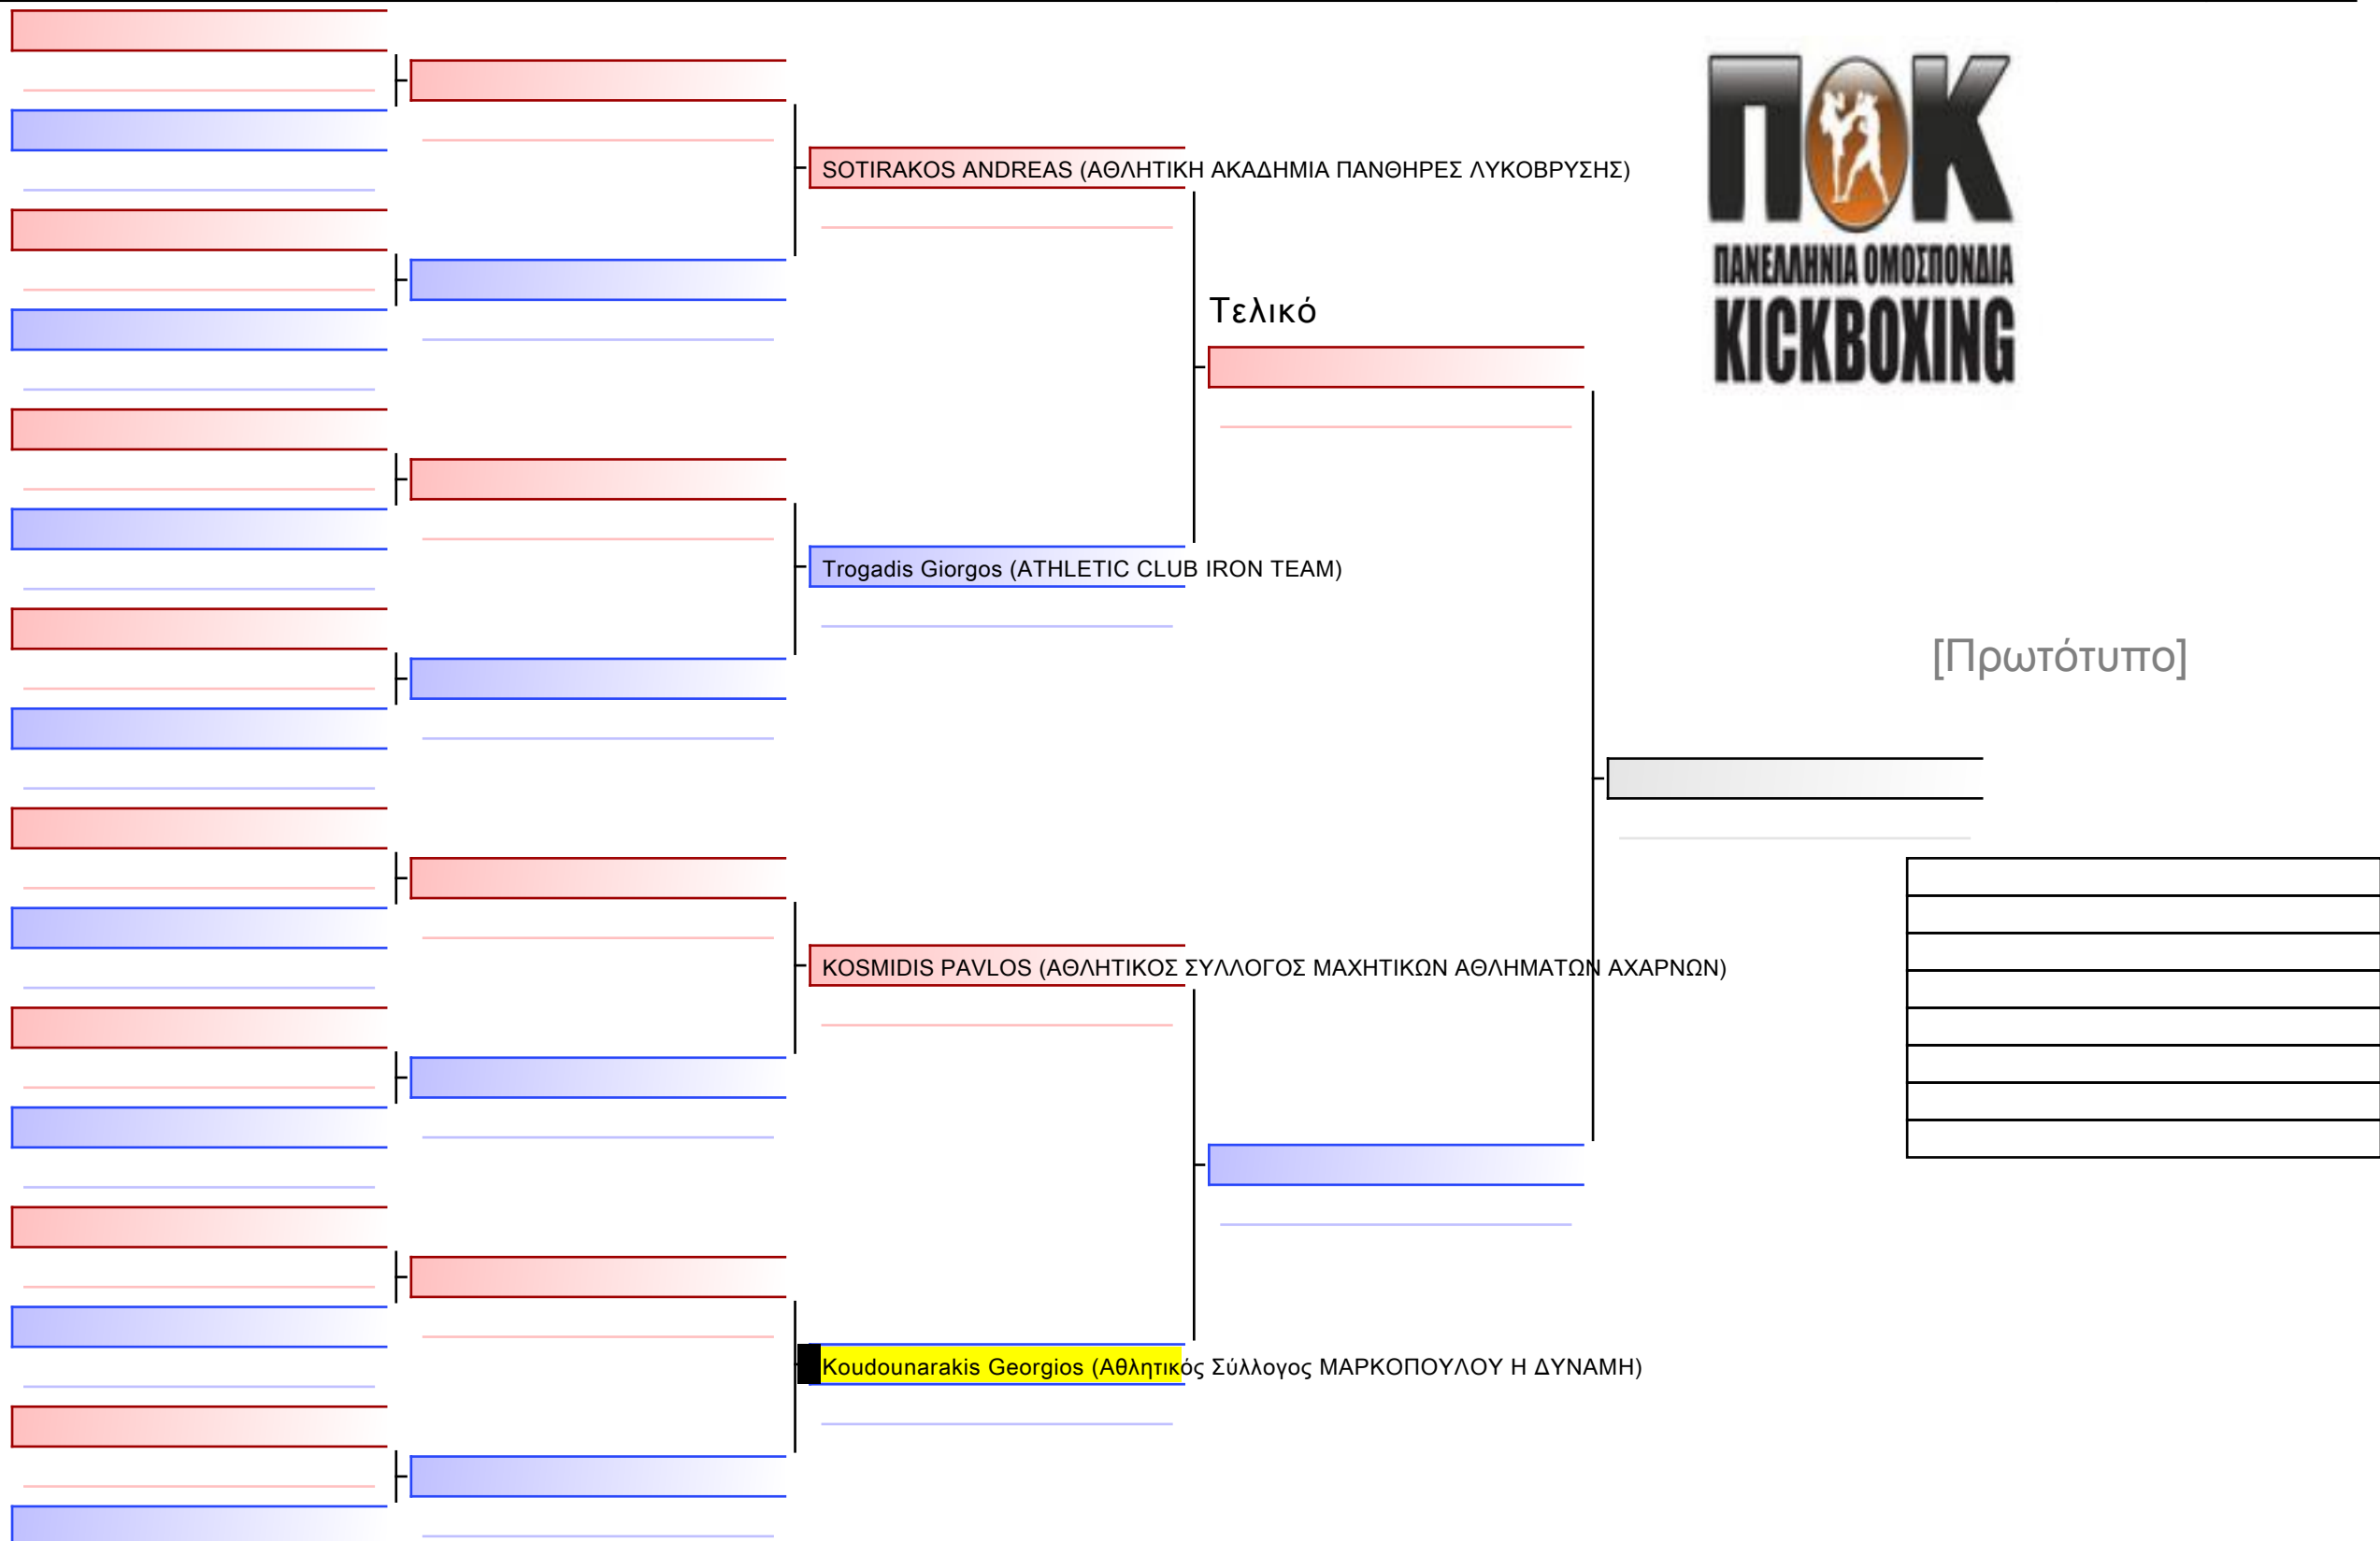 ΠΟΚ
ΠΑΝΕΛΛΗΝΙΑ ΟΜΟΣΠΟΝΔΙΑ
KICKBOXING
SOTIRAKOS ANDREAS (ΑΘΛΗΤΙΚΗ ΑΚΑΔΗΜΙΑ ΠΑΝΘΗΡΕΣ ΛΥΚΟΒΡΥΣΗΣ)
Τελικό
Trogadis Giorgos (ATHLETIC CLUB IRON TEAM)
[Πρωτότυπο]
KOSMIDIS PAVLOS (ΑΘΛΗΤΙΚΟΣ ΣΥΛΛΟΓΟΣ ΜΑΧΗΤΙΚΩΝ ΑΘΛΗΜΑΤΩΝ ΑΧΑΡΝΩΝ)
Koudounarakis Georgios (Αθλητικός Σύλλογος ΜΑΡΚΟΠΟΥΛΟΥ Η ΔΥΝΑΜΗ)